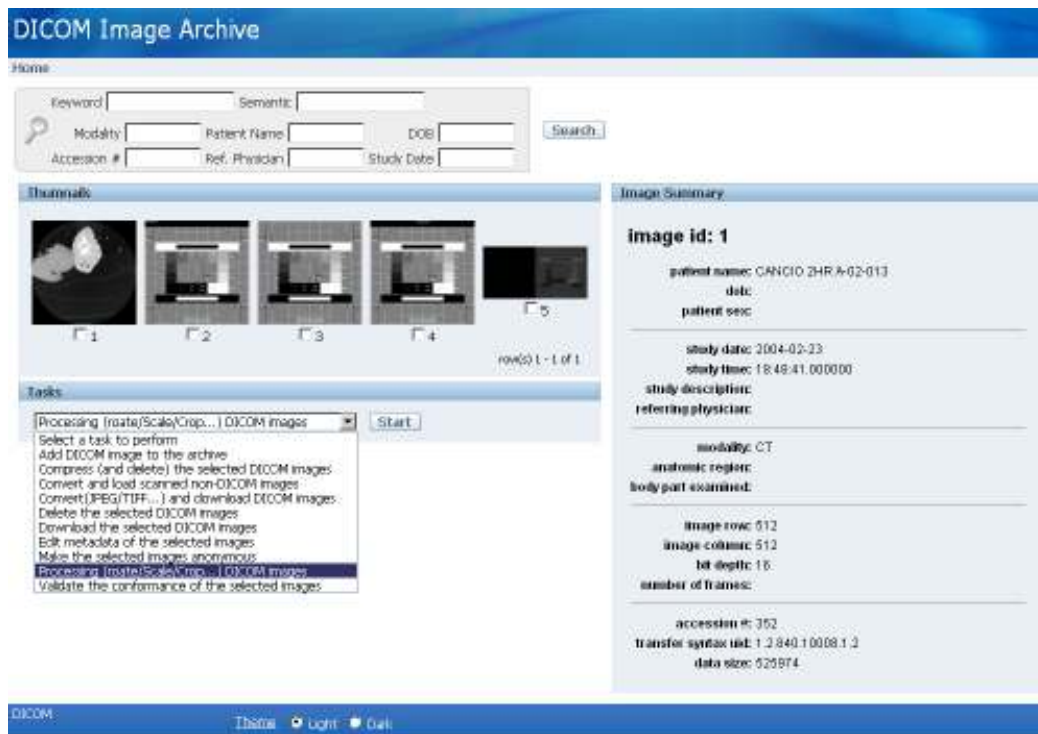 DICOM Image Archive
Home
Keyword Semantic
Modality Patient Name DOB Search
Accession # Ref. Physician Study Date
Thumnails
1 2 3 4 5
row(s) 1 - 1 of 1
Tasks
Processing (roate/Scale/Crop...) DICOM images Start
Select a task to perform
Add DICOM image to the archive
Compress (and delete) the selected DICOM images
Convert and load scanned non-DICOM images
Convert(JPEG/TIFF...) and download DICOM images
Delete the selected DICOM images
Download the selected DICOM images
Edit metadata of the selected images
Make the selected images anonymous
Processing (roate/Scale/Crop...) DICOM images
Validate the conformance of the selected images
Image Summary
image id: 1
patient name: CANCIO 2HR A-02-013
dob:
patient sex:
study date: 2004-02-23
study time: 18:48:41.000000
study description:
referring physician:
modality: CT
anatomic region:
body part examined:
image row: 512
image column: 512
bit depth: 16
number of frames:
accession #: 352
transfer syntax uid: 1.2.840.10008.1.2
data size: 525974
DICOM
Theme Light Dark